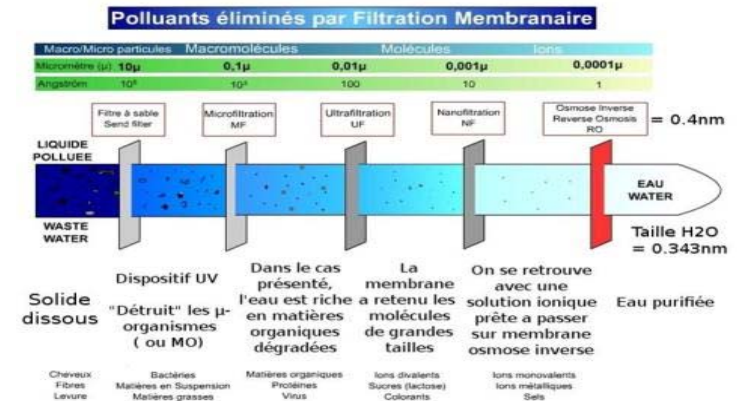 Polluants éliminés par Filtration Membranaire
Macro/Micro particules Macromolécules Molécules Ions
Micromètre (µ) 10µ 0,1µ 0,01µ 0,001µ 0,0001µ
Angström 10⁵ 10³ 100 10 1
Filtre à sable
Send filter
Microfiltration
MF
Ultrafiltration
UF
Nanofiltration
NF
Osmose Inverse
Reverse Osmosis
RO
= 0.4nm
LIQUIDE
POLLUEE
WASTE
WATER
EAU
WATER
Taille H2O
= 0.343nm
Solide
dissous
Dispositif UV
"Détruit" les µ-
organismes
( ou MO)
Dans le cas
présenté,
l'eau est riche
en matières
organiques
dégradées
La
membrane
a retenu les
molécules
de grandes
tailles
On se retrouve
avec une
solution ionique
prête a passer
sur membrane
osmose inverse
Eau purifiée
Cheveux
Fibres
Levure
Bactéries
Matières en Suspension
Matières grasses
Matières organiques
Protéines
Virus
Ions divalents
Sucres (lactose)
Colorants
Ions monovalents
Ions métalliques
Sels